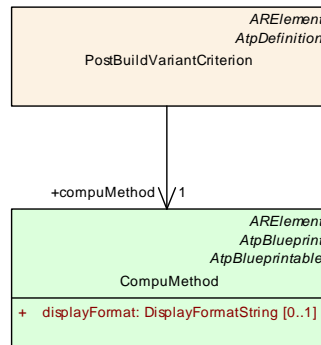 ARElement
AtpDefinition
PostBuildVariantCriterion
+compuMethod 1
ARElement
AtpBlueprint
AtpBlueprintable
CompuMethod
+ displayFormat: DisplayFormatString [0..1]